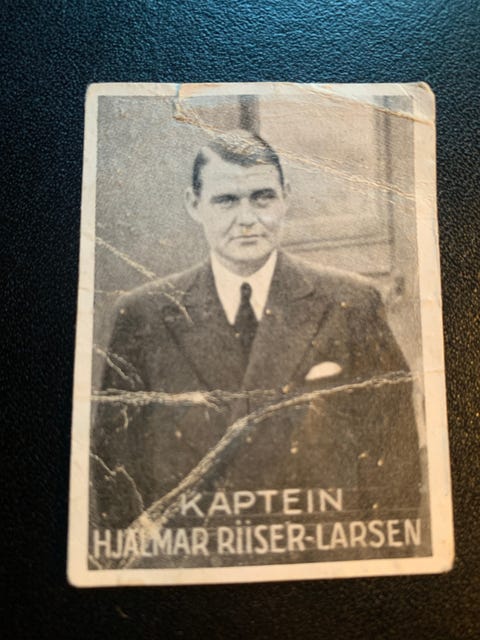 KAPTEIN
HJALMAR RIISER-LARSEN